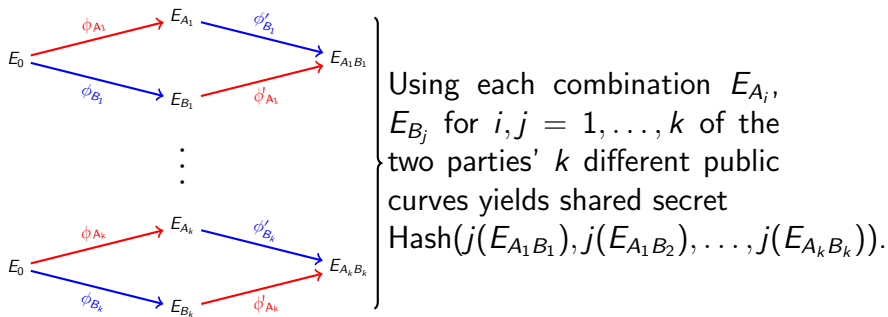 E_{A_1}
ϕ_{A_1}
ϕ'_{B_1}
E_0
E_{A_1B_1}
ϕ_{B_1}
ϕ'_{A_1}
E_{B_1}
⋮
E_{A_k}
ϕ_{A_k}
ϕ'_{B_k}
E_0
E_{A_kB_k}
ϕ_{B_k}
ϕ'_{A_k}
E_{B_k}
Using each combination E_{A_i},
E_{B_j} for i, j = 1, . . . , k of the
two parties' k different public
curves yields shared secret
Hash(j(E_{A_1B_1}), j(E_{A_1B_2}), . . . , j(E_{A_kB_k})).